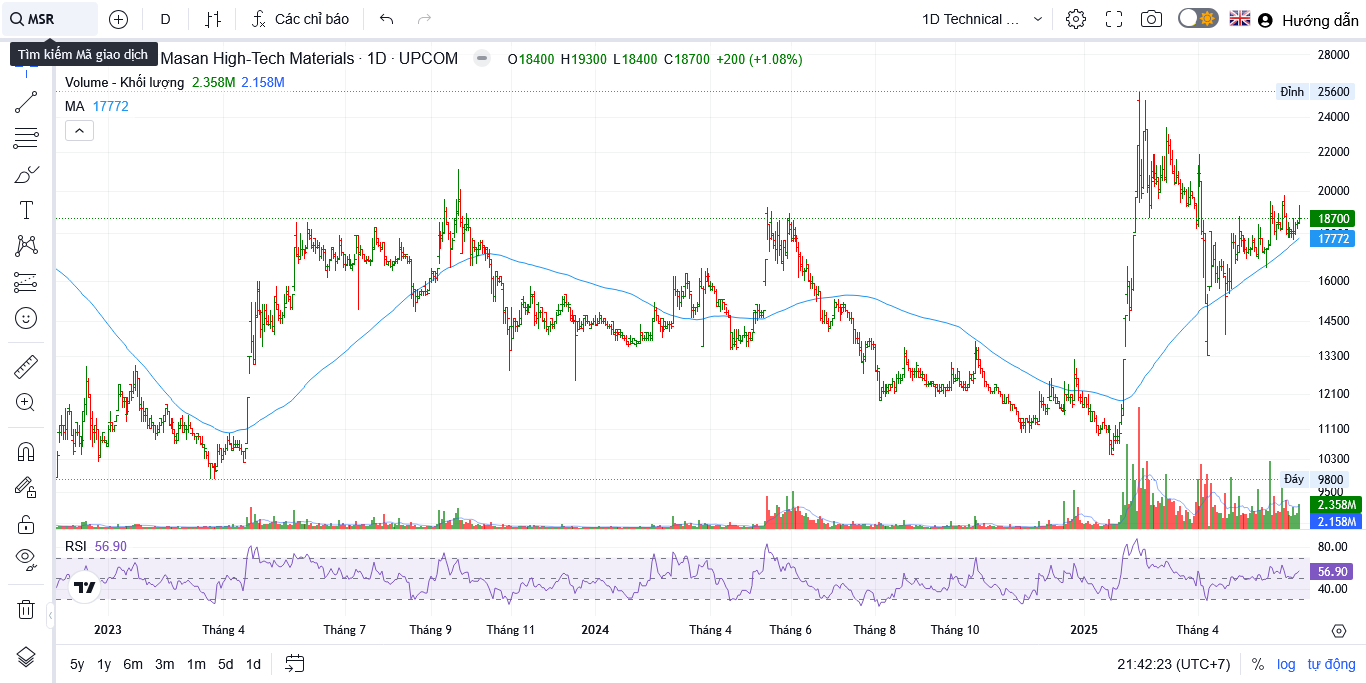 MSR
D
Các chỉ báo
1D Technical ...
Hướng dẫn
Tìm kiếm Mã giao dịch
Masan High-Tech Materials · 1D · UPCOM
O18400 H19300 L18400 C18700 +200 (+1.08%)
Volume - Khối lượng 2.358M 2.158M
MA 17772
28000
Đỉnh 25600
24000
22000
20000
18700
17772
16000
14500
13300
12100
11100
10300
Đáy 9800
9500
2.358M
2.158M
RSI 56.90
80.00
56.90
40.00
2023 Tháng 4 Tháng 7 Tháng 9 Tháng 11 2024 Tháng 4 Tháng 6 Tháng 8 Tháng 10 2025 Tháng 4
5y 1y 6m 3m 1m 5d 1d
21:42:23 (UTC+7) % log tự động